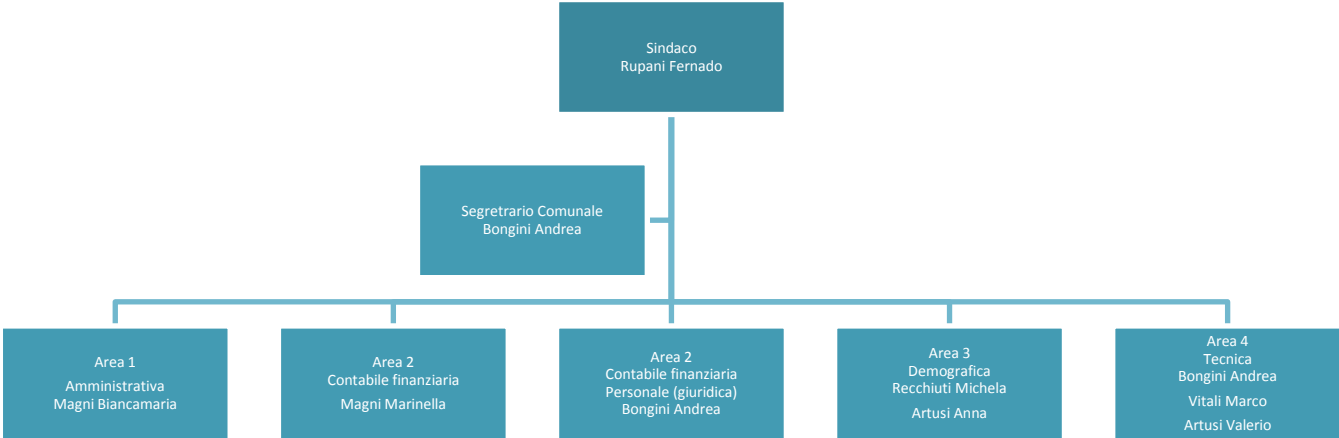 Sindaco
Rupani Fernado
Segretrario Comunale
Bongini Andrea
Area 1
Amministrativa
Magni Biancamaria
Area 2
Contabile finanziaria
Magni Marinella
Area 2
Contabile finanziaria
Personale (giuridica)
Bongini Andrea
Area 3
Demografica
Recchiuti Michela
Artusi Anna
Area 4
Tecnica
Bongini Andrea
Vitali Marco
Artusi Valerio